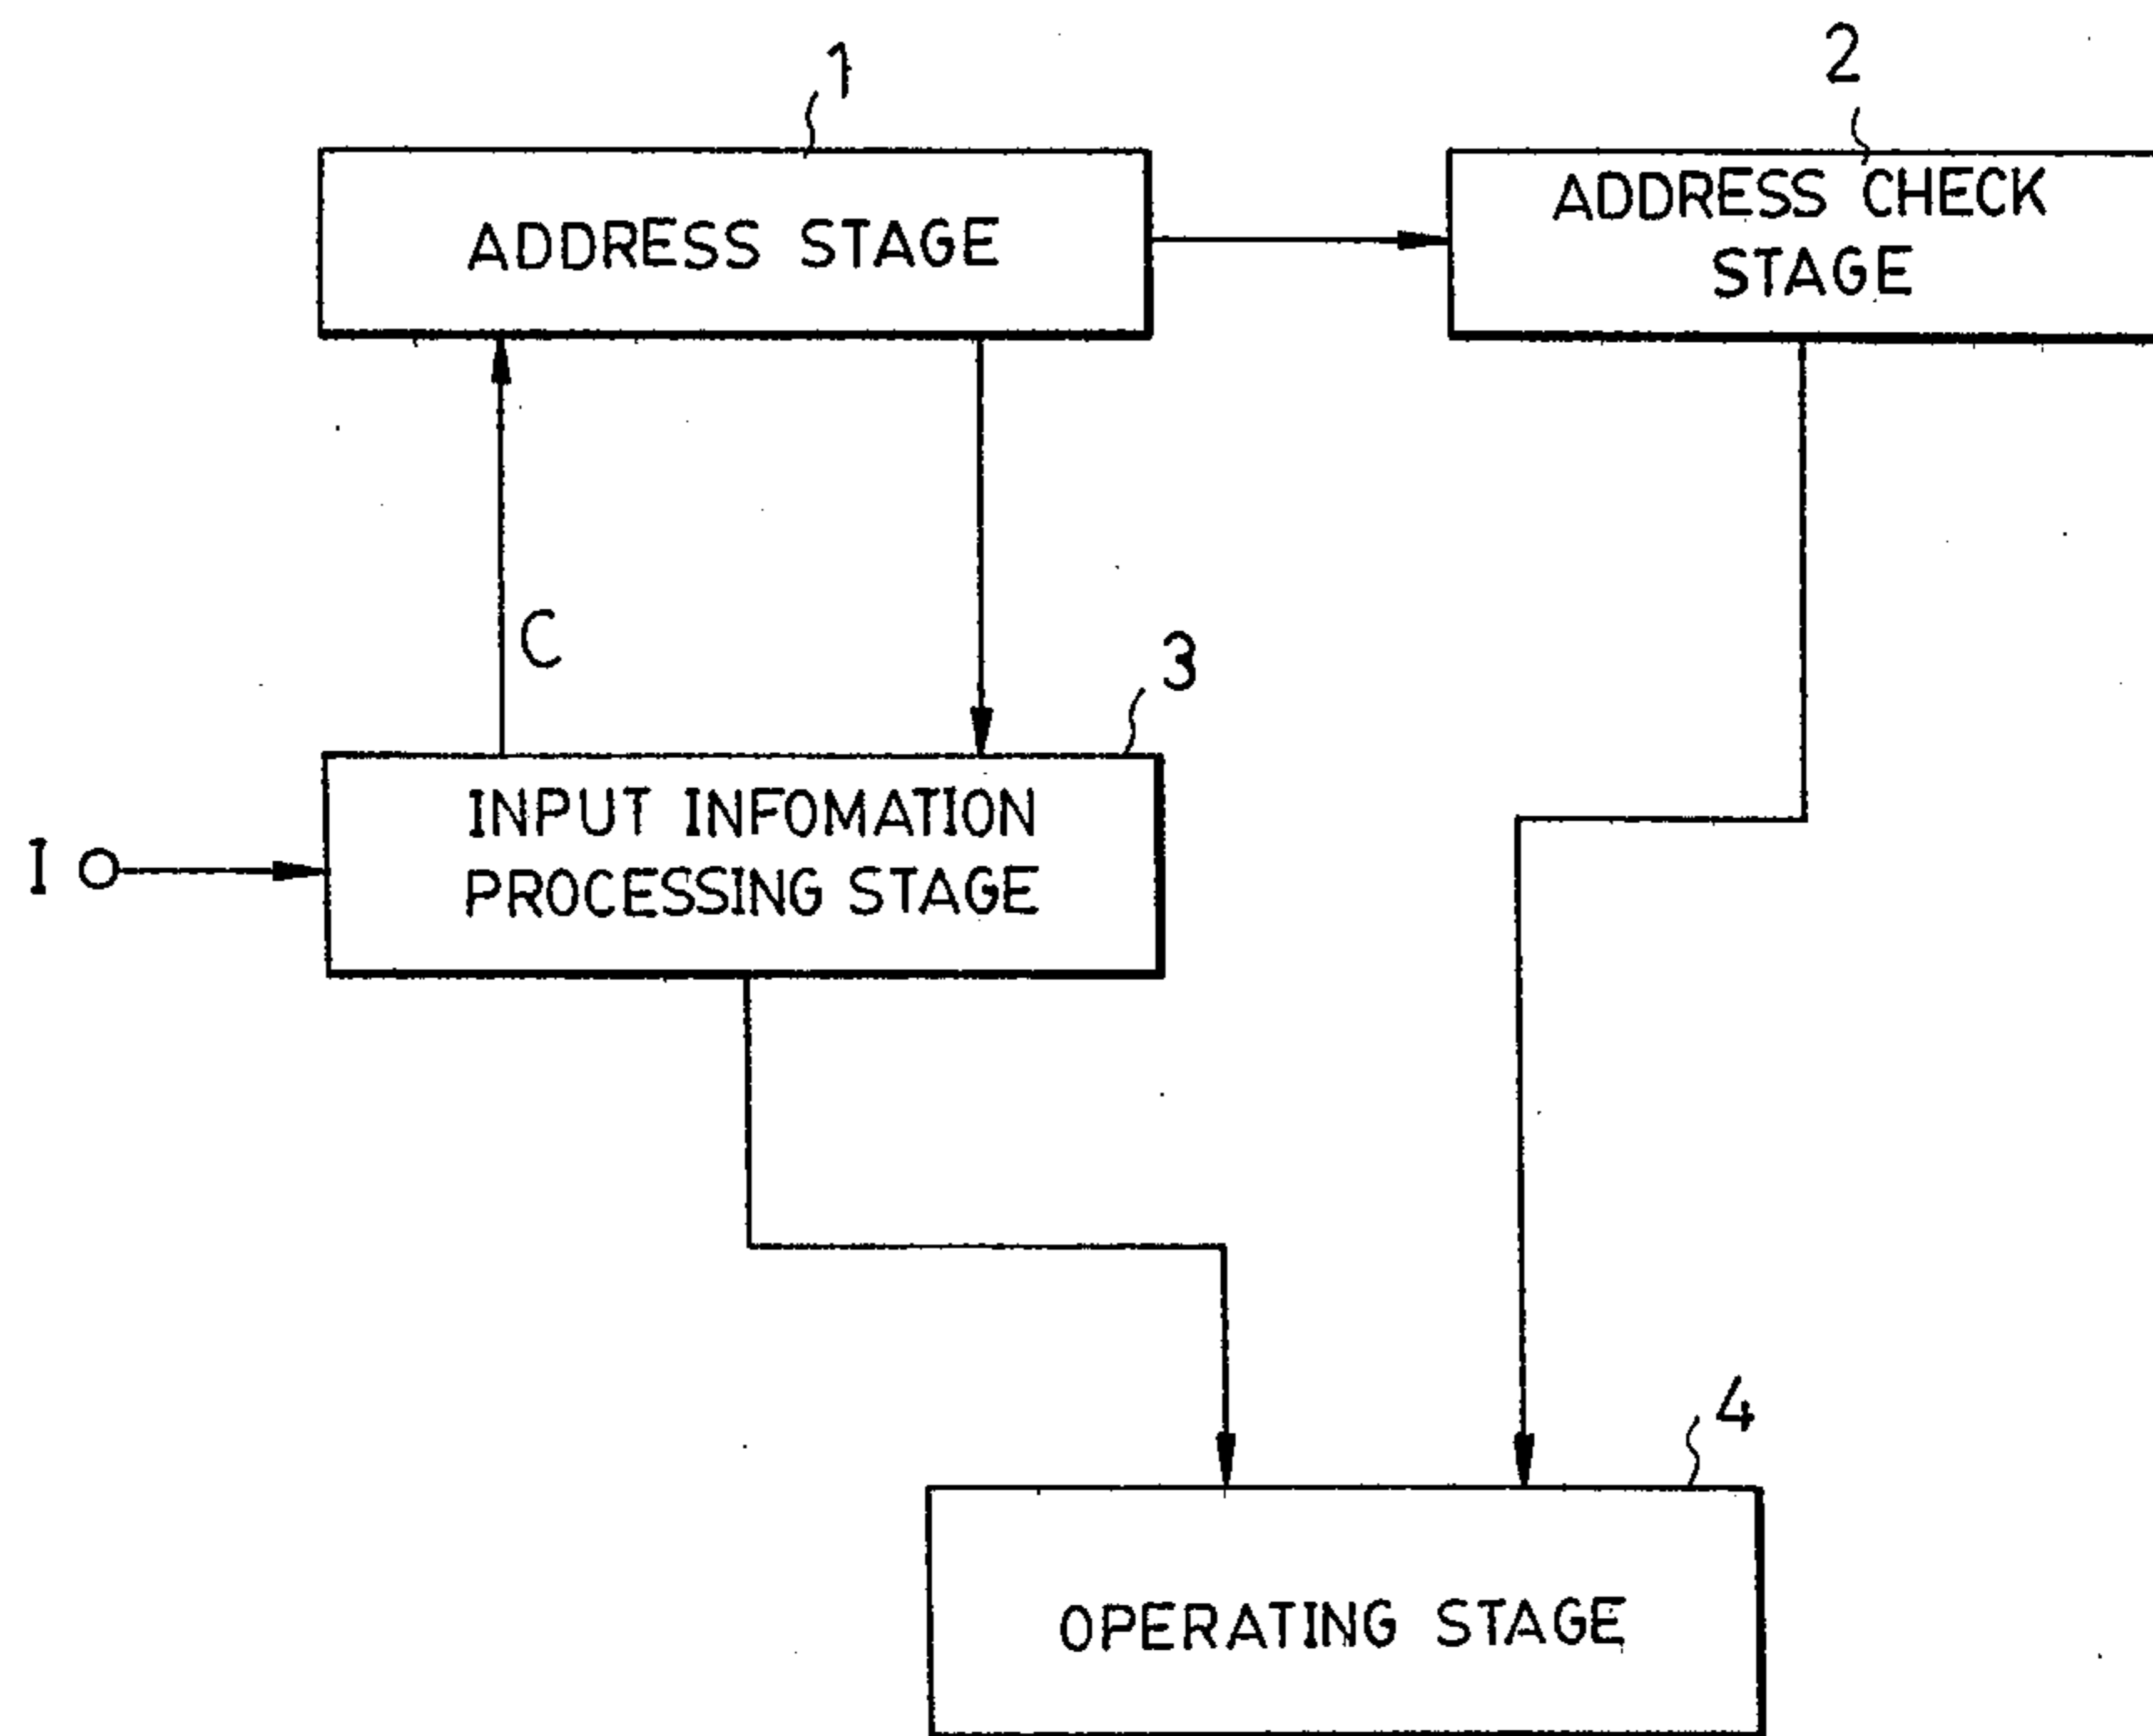 1
2
ADDRESS STAGE
ADDRESS CHECK
STAGE
C
3
INPUT INFOMATION
PROCESSING STAGE
I
4
OPERATING STAGE